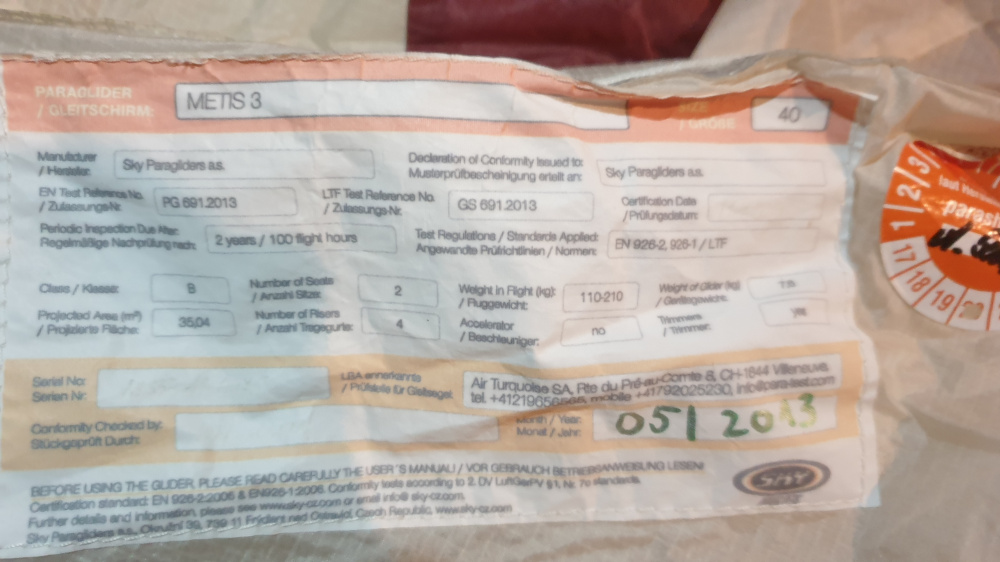 PARAGLIDER
/ GLEITSCHIRM:
METIS 3
SIZE
/ GRÖSSE
40
Manufacturer
/ Hersteller:
Sky Paragliders a.s.
Declaration of Conformity issued to:
Musterprüfbescheinigung erteilt an:
Sky Paragliders a.s.
EN Test Reference No.
/ Zulassungs-Nr.
PG 691.2013
LTF Test Reference No.
/ Zulassungs-Nr.
GS 691.2013
Certification Date
/Prüfungsdatum:
Periodic Inspection Due After:
Regelmäßige Nachprüfung nach:
2 years / 100 flight hours
Test Regulations / Standards Applied:
Angewandte Prüfrichtlinien / Normen:
EN 926-2, 926-1 / LTF
Class / Klasse:
B
Number of Seats
/ Anzahl Sitze:
2
Weight in Flight (kg):
/ Fluggewicht:
110-210
Weight of Glider (kg)
/ Gerätegewicht:
Projected Area (m²)
/ Projizierte Fläche:
35,04
Number of Risers
/ Anzahl Tragegurte:
4
Accelerator
/ Beschleuniger:
no
Trimmers
/ Trimmer:
yes
Serial No:
Serien Nr:
LBA annerkannte
/ Prüfstelle für Gleitsegel:
Air Turquoise SA, Rte du Pré-au-Comte 8, CH-1844 Villeneuve,
tel. +41219656565, mobile +41792025230, info@para-test.com
Conformity Checked by:
Stückgeprüft Durch:
Month / Year:
Monat / Jahr:
05/2013
BEFORE USING THE GLIDER, PLEASE READ CAREFULLY THE USER´S MANUAL! / VOR GEBRAUCH BETRIEBSANWEISUNG LESEN!
Certification standard: EN 926-2:2005 & EN926-1:2006. Conformity tests according to 2. DV LuftGerPV §1, Nr. 7c standards.
Further details and information, please see www.sky-cz.com or email info@sky-cz.com
Sky Paragliders a.s., Okružní 39, 739 11 Frýdlant nad Ostravicí, Czech Republic, www.sky-cz.com
SKY
1 2 3
17 18 19